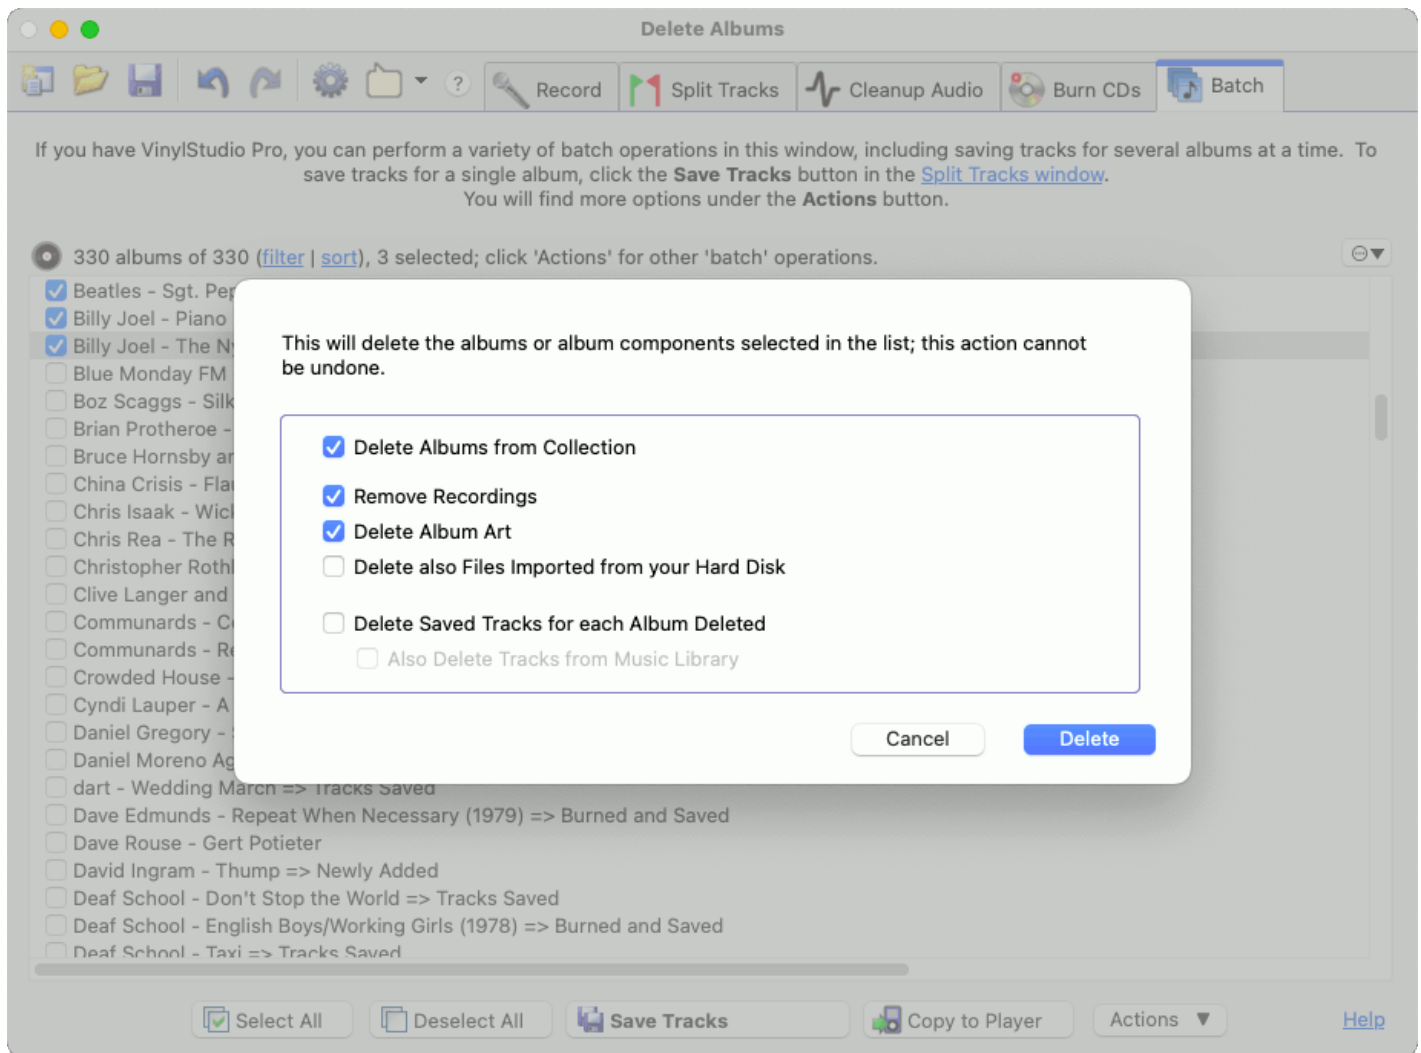 Delete Albums
?
Record
Split Tracks
Cleanup Audio
Burn CDs
Batch
If you have VinylStudio Pro, you can perform a variety of batch operations in this window, including saving tracks for several albums at a time. To
save tracks for a single album, click the Save Tracks button in the Split Tracks window.
You will find more options under the Actions button.
330 albums of 330 (filter | sort), 3 selected; click 'Actions' for other 'batch' operations.
Beatles - Sgt.
Billy Joel - Piano
Billy Joel - The
Blue Monday FM
Boz Scaggs - Silk
Brian Protheroe -
Bruce Hornsby
China Crisis -
Chris Isaak -
Chris Rea - The
Christopher
Clive Langer and
Communards -
Communards -
Crowded House -
Cyndi Lauper - A
Daniel Gregory -
Daniel Moreno
dart - Wedding March => Tracks Saved
Dave Edmunds - Repeat When Necessary (1979) => Burned and Saved
Dave Rouse - Gert Potieter
David Ingram - Thump => Newly Added
Deaf School - Don't Stop the World => Tracks Saved
Deaf School - English Boys/Working Girls (1978) => Burned and Saved
Deaf School - Taxi => Tracks Saved
This will delete the albums or album components selected in the list; this action cannot
be undone.
Delete Albums from Collection
Remove Recordings
Delete Album Art
Delete also Files Imported from your Hard Disk
Delete Saved Tracks for each Album Deleted
Also Delete Tracks from Music Library
Cancel
Delete
Select All
Deselect All
Save Tracks
Copy to Player
Actions ▼
Help